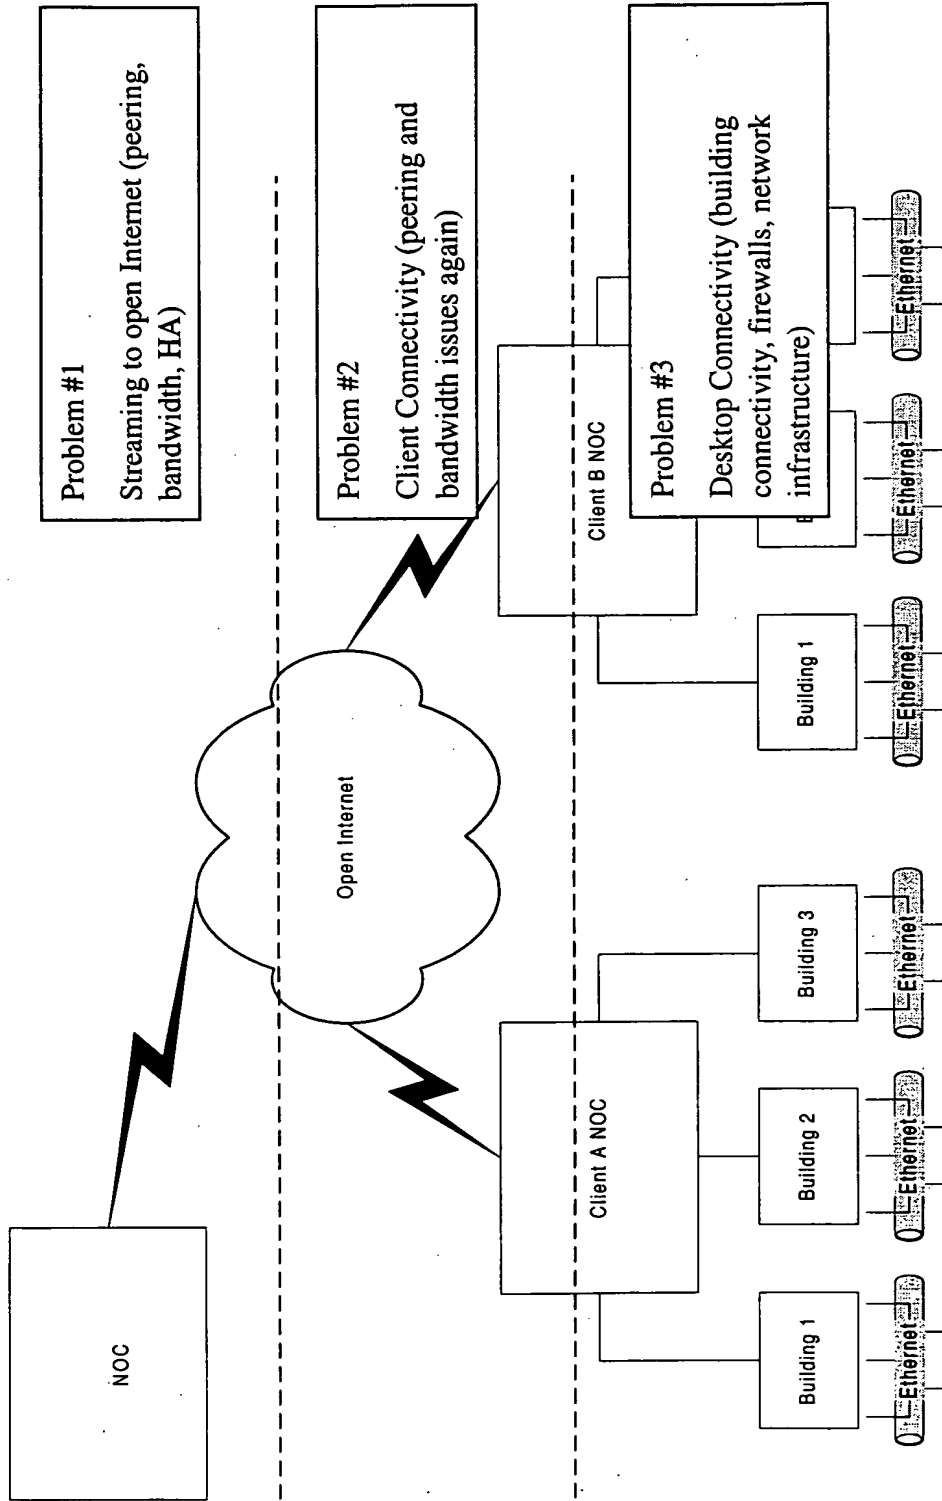 NOC
Problem #1
Streaming to open Internet (peering,
bandwidth, HA)
Open Internet
Problem #2
Client Connectivity (peering and
bandwidth issues again)
Client A NOC
Client B NOC
Problem #3
Desktop Connectivity (building
connectivity, firewalls, network
infrastructure)
Building 1
Building 2
Building 3
Building 1
Ethernet
Ethernet
Ethernet
Ethernet
Ethernet
Ethernet